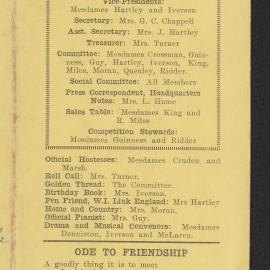 Vice-Presidents:
Mesdames Hartley and Iverson
Secretary: Mrs. G. C. Chappell
Asst. Secretary: Mrs. J. Hartley
Treasurer: Mrs. Turner
Committee: Mesdames Crossman, Guin-
ness, Guy, Hartley, Iverson, King,
Miles, Moran, Quealey, Ridder.
Social Committee: All Members
Press Correspondent, Headquarters
Notes: Mrs. L. Hume
Sales Table: Mesdames King and
R. Miles
Competition Stewards:
Mesdames Guinness and Ridder
Official Hostesses: Mesdames Cruden and
Marsh.
Roll Call: Mrs. Turner.
Golden Thread: The Committee.
Birthday Book: Mrs. Iverson.
Pen Friend, W.I. Link England: Mrs Hartley
Home and Country: Mrs. Moran.
Official Pianist: Mrs. Guy.
Drama and Musical Convenors: Mesdames
Denniston, Iverson and McLaren.
ODE TO FRIENDSHIP
A goodly thing it is to meet